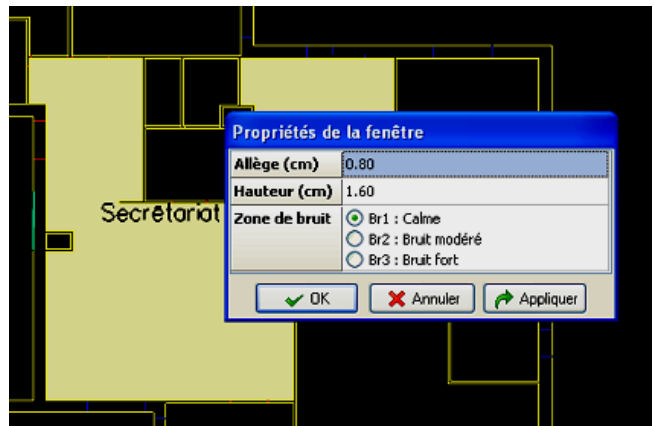 Propriétés de la fenêtre
Allège (cm) 0.80
Hauteur (cm) 1.60
Secrétariat
Zone de bruit Br1 : Calme
Br2 : Bruit modéré
Br3 : Bruit fort
OK Annuler Appliquer